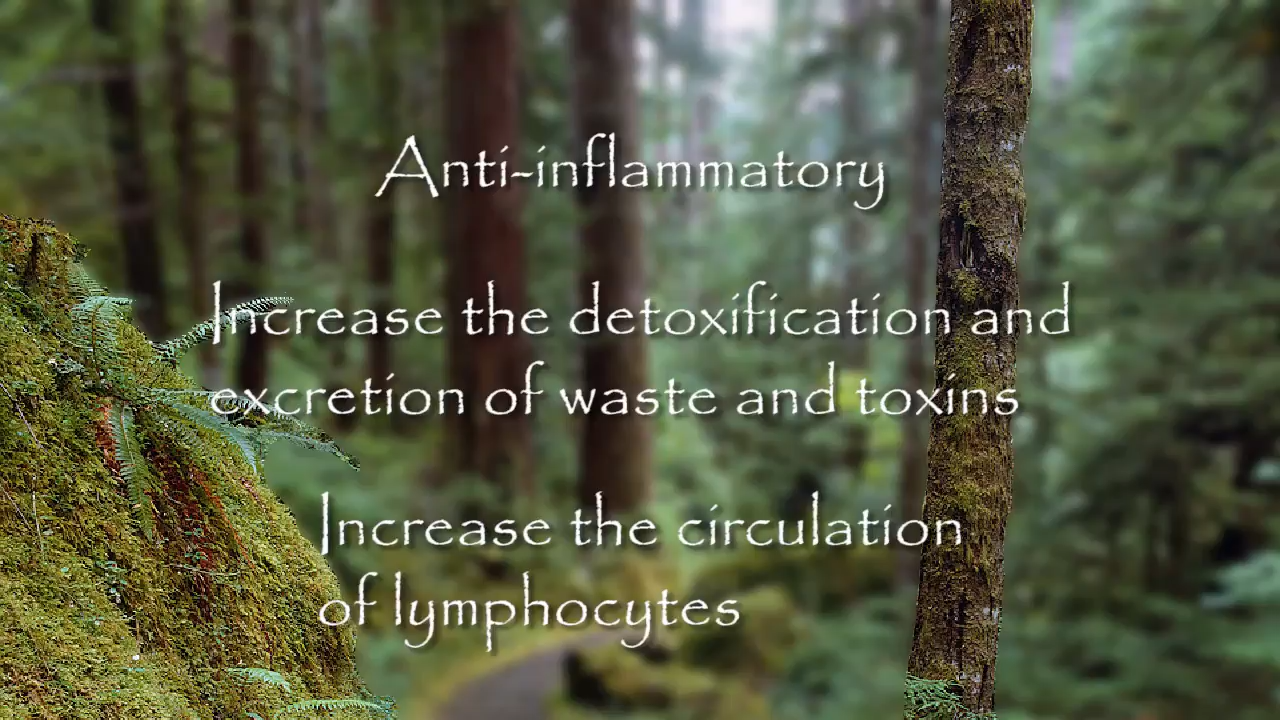 Anti-inflammatory
Increase the detoxification and
excretion of waste and toxins
Increase the circulation
of lymphocytes